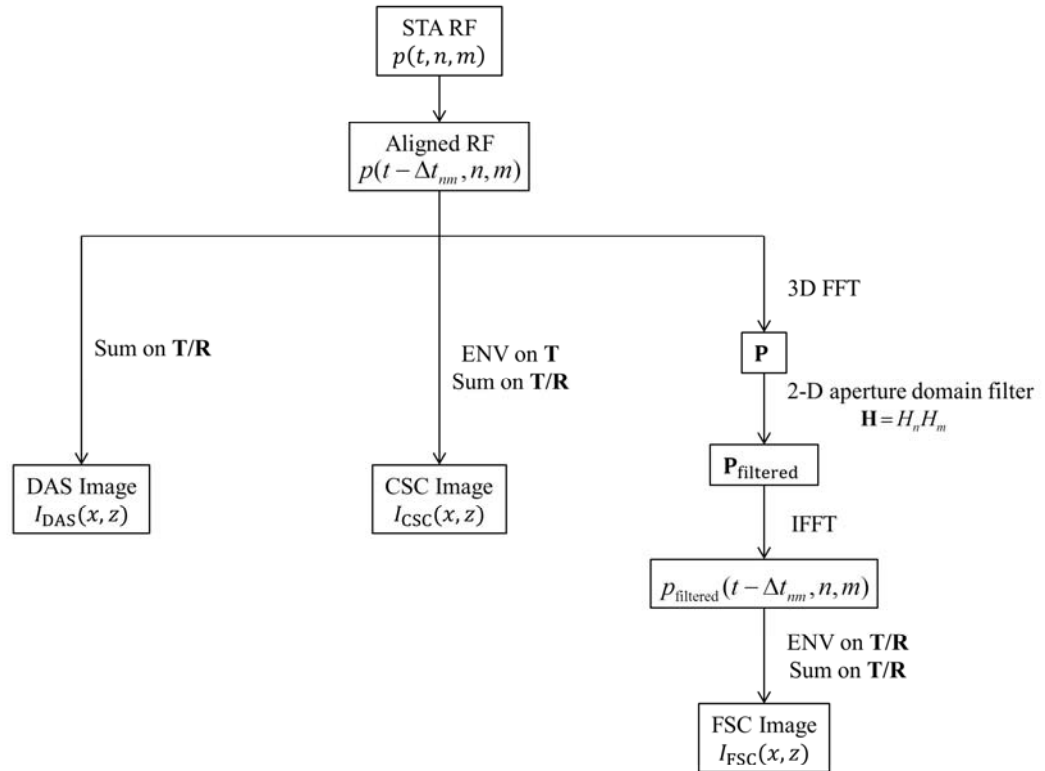 STA RF
p(t, n, m)
Aligned RF
p(t − Δt_nm, n, m)
3D FFT
Sum on T/R
ENV on T
Sum on T/R
P
2-D aperture domain filter
H = H_n H_m
P_filtered
DAS Image
I_DAS(x, z)
CSC Image
I_CSC(x, z)
IFFT
p_filtered(t − Δt_nm, n, m)
ENV on T/R
Sum on T/R
FSC Image
I_FSC(x, z)